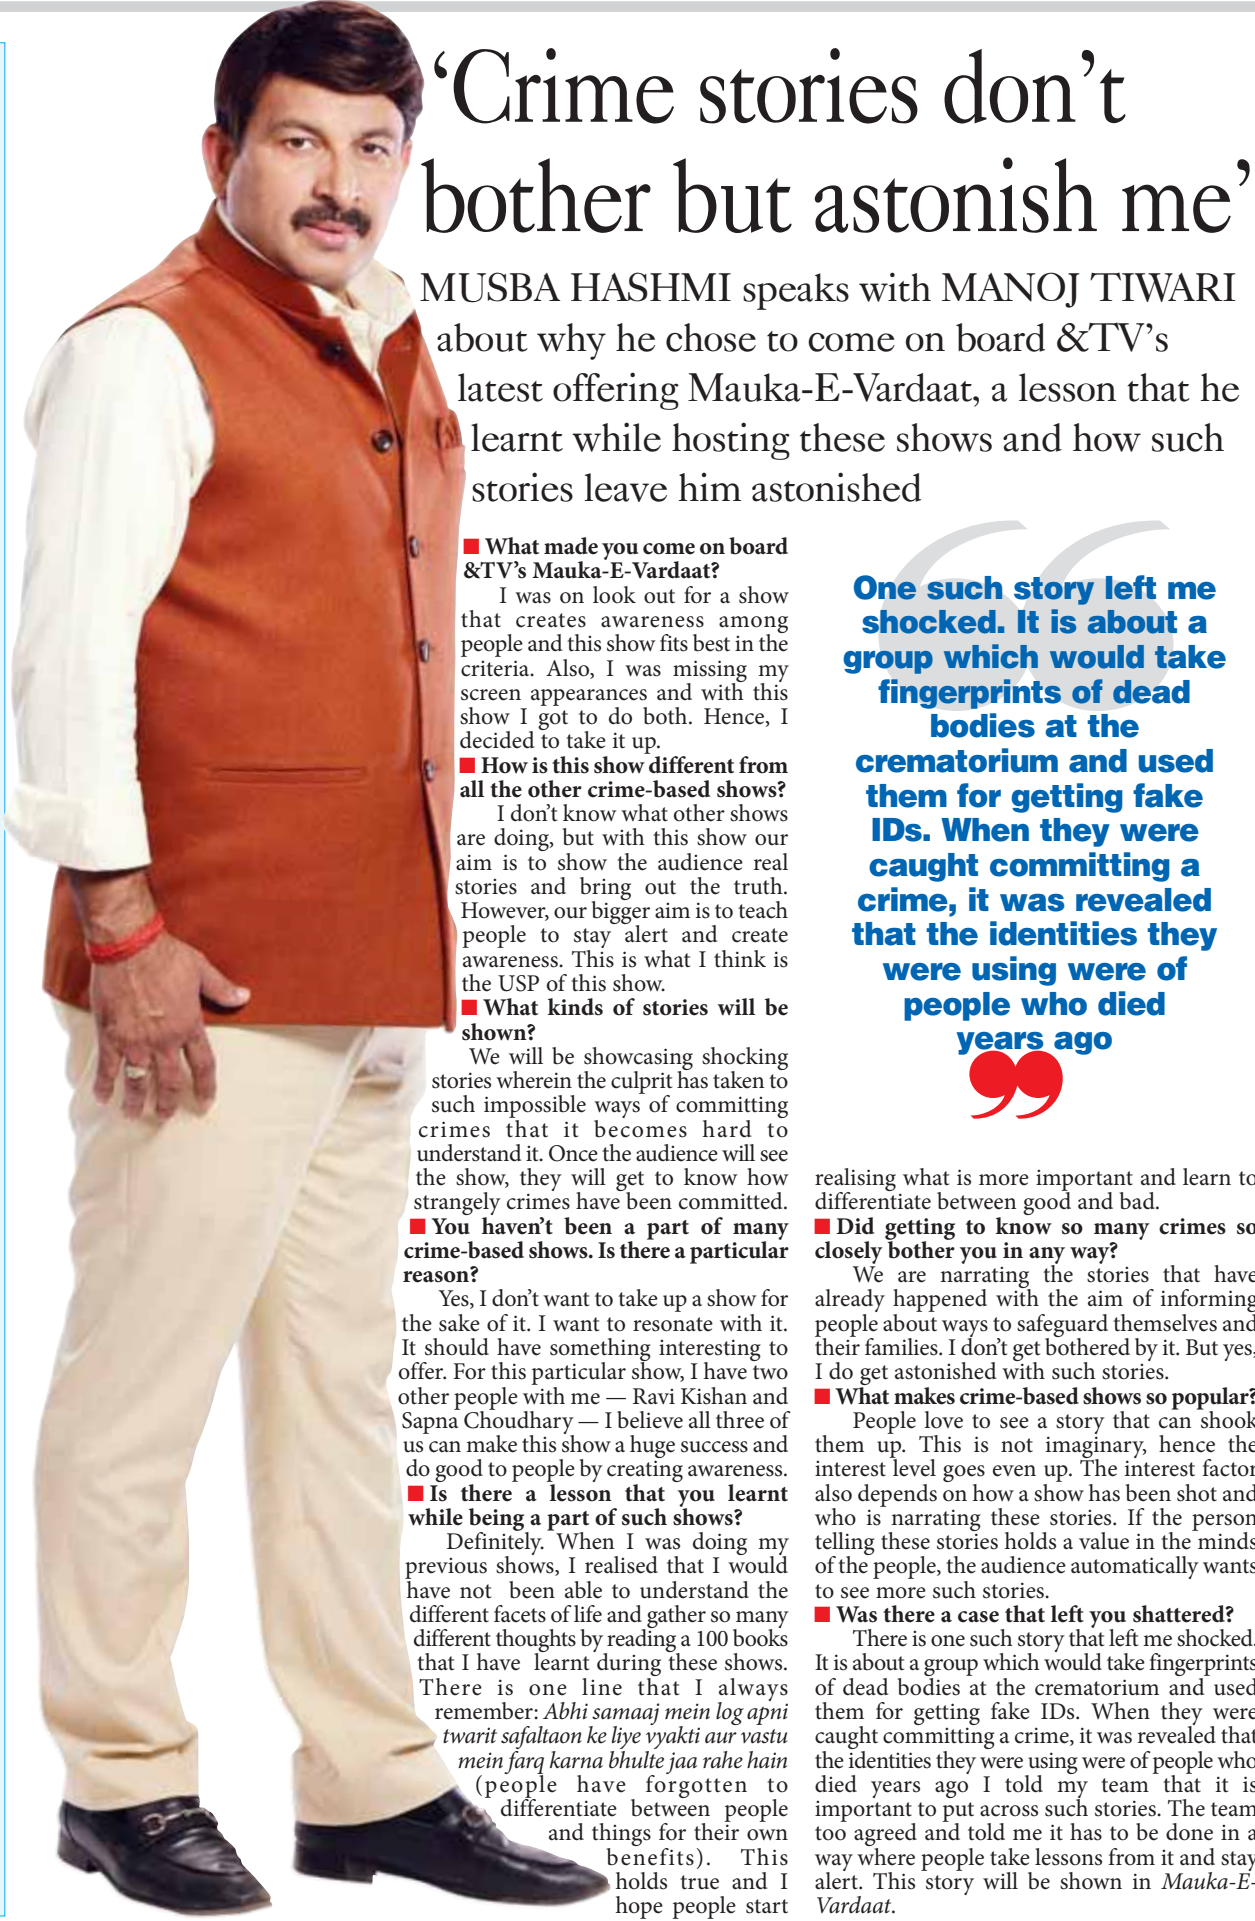 ‘Crime stories don’t
bother but astonish me’
MUSBA HASHMI speaks with MANOJ TIWARI
about why he chose to come on board &TV’s
latest offering Mauka-E-Vardaat, a lesson that he
learnt while hosting these shows and how such
stories leave him astonished
What made you come on board
&TV’s Mauka-E-Vardaat?
I was on look out for a show
that creates awareness among
people and this show fits best in the
criteria. Also, I was missing my
screen appearances and with this
show I got to do both. Hence, I
decided to take it up.
How is this show different from
all the other crime-based shows?
I don’t know what other shows
are doing, but with this show our
aim is to show the audience real
stories and bring out the truth.
However, our bigger aim is to teach
people to stay alert and create
awareness. This is what I think is
the USP of this show.
What kinds of stories will be
shown?
We will be showcasing shocking
stories wherein the culprit has taken to
such impossible ways of committing
crimes that it becomes hard to
understand it. Once the audience will see
the show, they will get to know how
strangely crimes have been committed.
You haven’t been a part of many
crime-based shows. Is there a particular
reason?
Yes, I don’t want to take up a show for
the sake of it. I want to resonate with it.
It should have something interesting to
offer. For this particular show, I have two
other people with me — Ravi Kishan and
Sapna Choudhary — I believe all three of
us can make this show a huge success and
do good to people by creating awareness.
Is there a lesson that you learnt
while being a part of such shows?
Definitely. When I was doing my
previous shows, I realised that I would
have not been able to understand the
different facets of life and gather so many
different thoughts by reading a 100 books
that I have learnt during these shows.
There is one line that I always
remember: Abhi samaaj mein log apni
twarit safaltaon ke liye vyakti aur vastu
mein farq karna bhulte jaa rahe hain
(people have forgotten to
differentiate between people
and things for their own
benefits). This
holds true and I
hope people start
“
One such story left me
shocked. It is about a
group which would take
fingerprints of dead
bodies at the
crematorium and used
them for getting fake
IDs. When they were
caught committing a
crime, it was revealed
that the identities they
were using were of
people who died
years ago
”
realising what is more important and learn to
differentiate between good and bad.
Did getting to know so many crimes so
closely bother you in any way?
We are narrating the stories that have
already happened with the aim of informing
people about ways to safeguard themselves and
their families. I don’t get bothered by it. But yes,
I do get astonished with such stories.
What makes crime-based shows so popular?
People love to see a story that can shook
them up. This is not imaginary, hence the
interest level goes even up. The interest factor
also depends on how a show has been shot and
who is narrating these stories. If the person
telling these stories holds a value in the minds
of the people, the audience automatically wants
to see more such stories.
Was there a case that left you shattered?
There is one such story that left me shocked.
It is about a group which would take fingerprints
of dead bodies at the crematorium and used
them for getting fake IDs. When they were
caught committing a crime, it was revealed that
the identities they were using were of people who
died years ago I told my team that it is
important to put across such stories. The team
too agreed and told me it has to be done in a
way where people take lessons from it and stay
alert. This story will be shown in Mauka-E-
Vardaat.